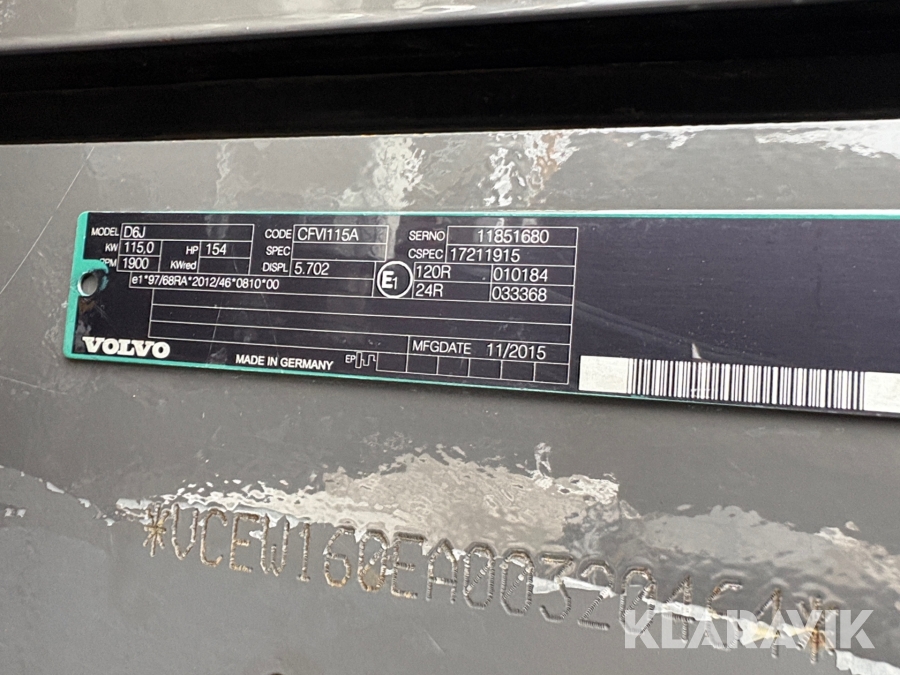 MODEL D6J CODE CFVI115A SERNO 11851680
KW 115,0 HP 154 SPEC CSPEC 17211915
RPM 1900 KWred DISPL 5.702 E1 120R 010184
e1*97/68RA*2012/46*0810*00 24R 033368
MFGDATE 11/2015
VOLVO MADE IN GERMANY EP
KLARAVIK